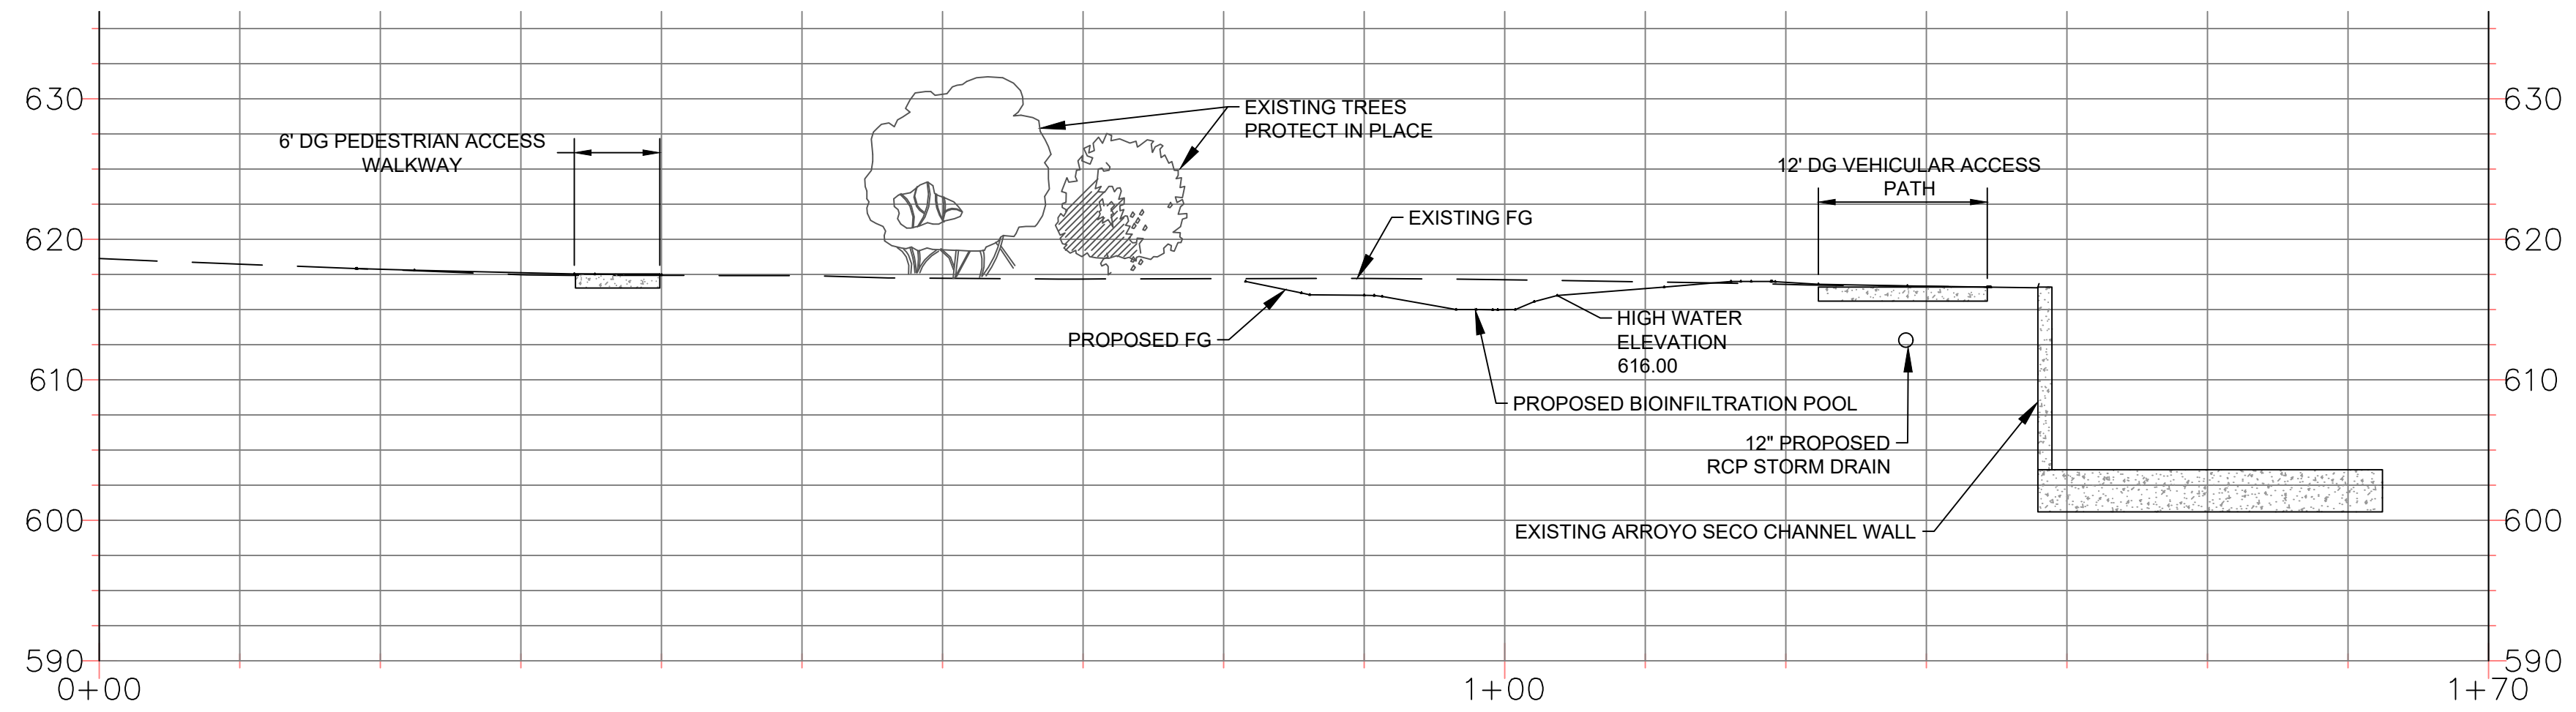 630
620
610
600
590
6' DG PEDESTRIAN ACCESS
WALKWAY
EXISTING TREES
PROTECT IN PLACE
EXISTING FG
12' DG VEHICULAR ACCESS
PATH
PROPOSED FG
HIGH WATER
ELEVATION
616.00
PROPOSED BIOINFILTRATION POOL
12" PROPOSED
RCP STORM DRAIN
EXISTING ARROYO SECO CHANNEL WALL
630
620
610
600
590
0+00
1+00
1+70